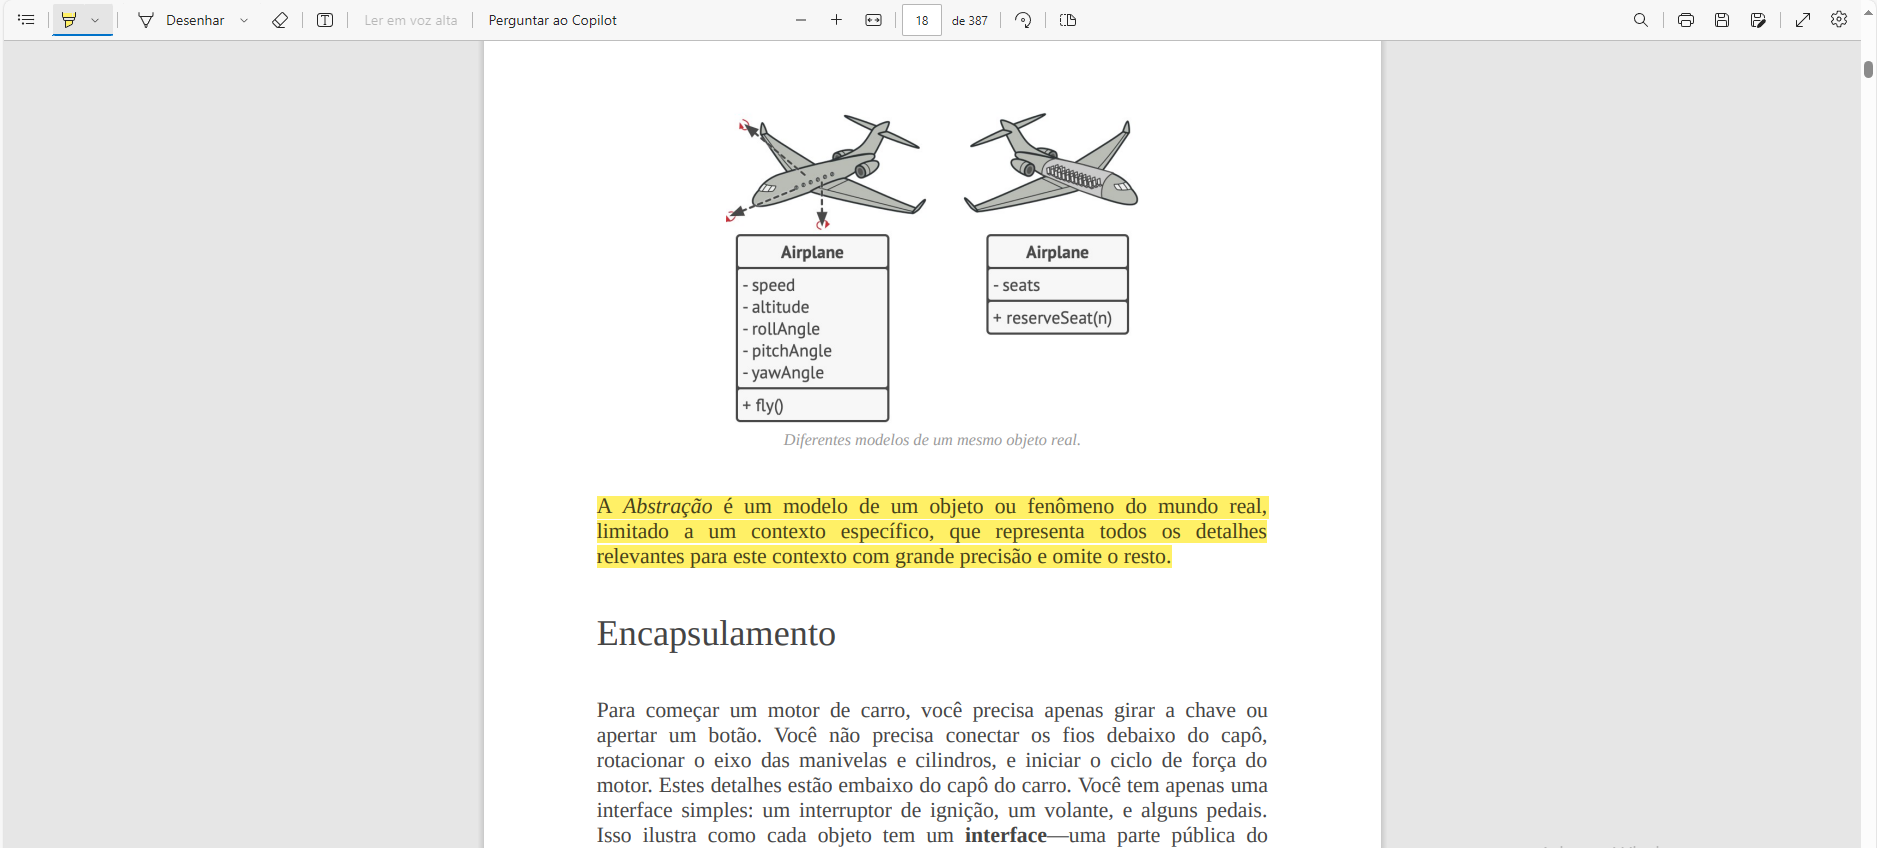 Desenhar
Ler em voz alta
Perguntar ao Copilot
18
de 387
Airplane
- speed
- altitude
- rollAngle
- pitchAngle
- yawAngle
+ fly()
Airplane
- seats
+ reserveSeat(n)
Diferentes modelos de um mesmo objeto real.
A Abstração é um modelo de um objeto ou fenômeno do mundo real,
limitado a um contexto específico, que representa todos os detalhes
relevantes para este contexto com grande precisão e omite o resto.
Encapsulamento
Para começar um motor de carro, você precisa apenas girar a chave ou
apertar um botão. Você não precisa conectar os fios debaixo do capô,
rotacionar o eixo das manivelas e cilindros, e iniciar o ciclo de força do
motor. Estes detalhes estão embaixo do capô do carro. Você tem apenas uma
interface simples: um interruptor de ignição, um volante, e alguns pedais.
Isso ilustra como cada objeto tem um interface—uma parte pública do